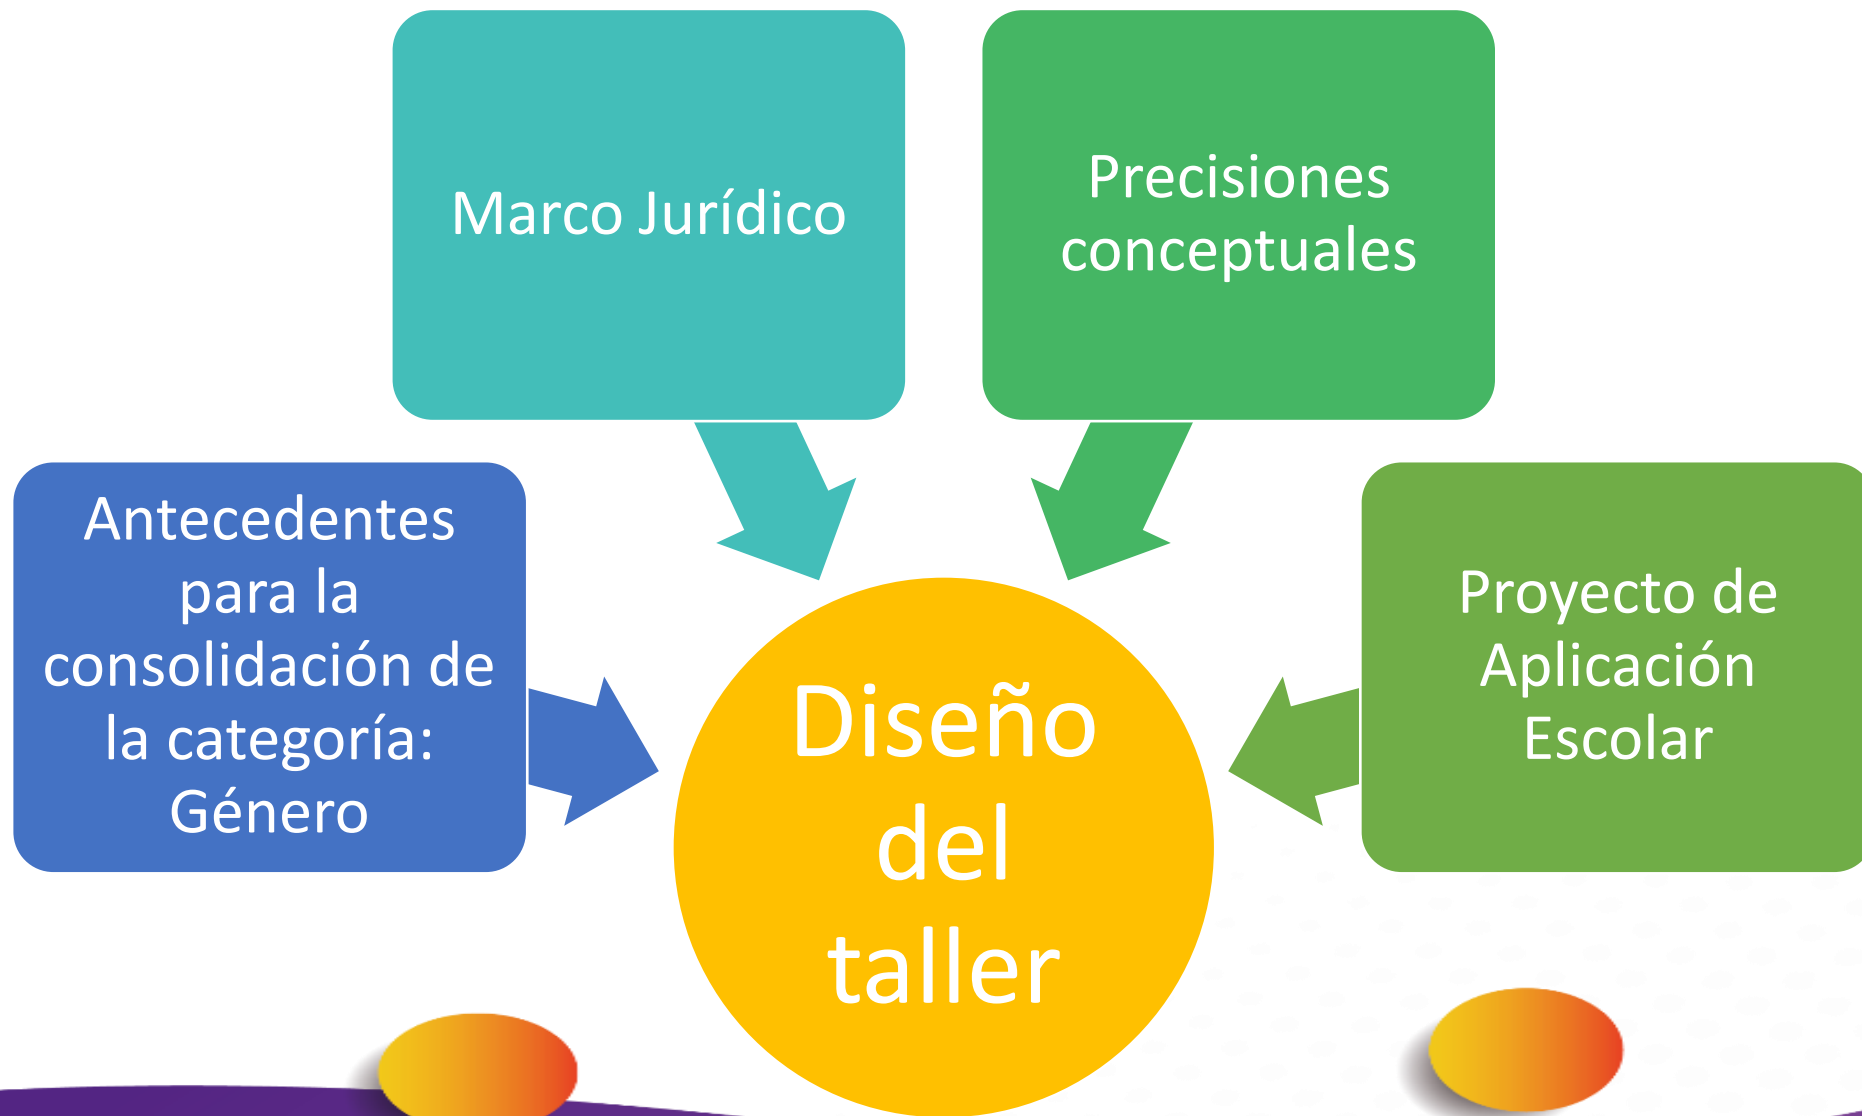 Marco Jurídico
Precisiones
conceptuales
Antecedentes
para la
consolidación de
la categoría:
Género
Proyecto de
Aplicación
Escolar
Diseño
del
taller